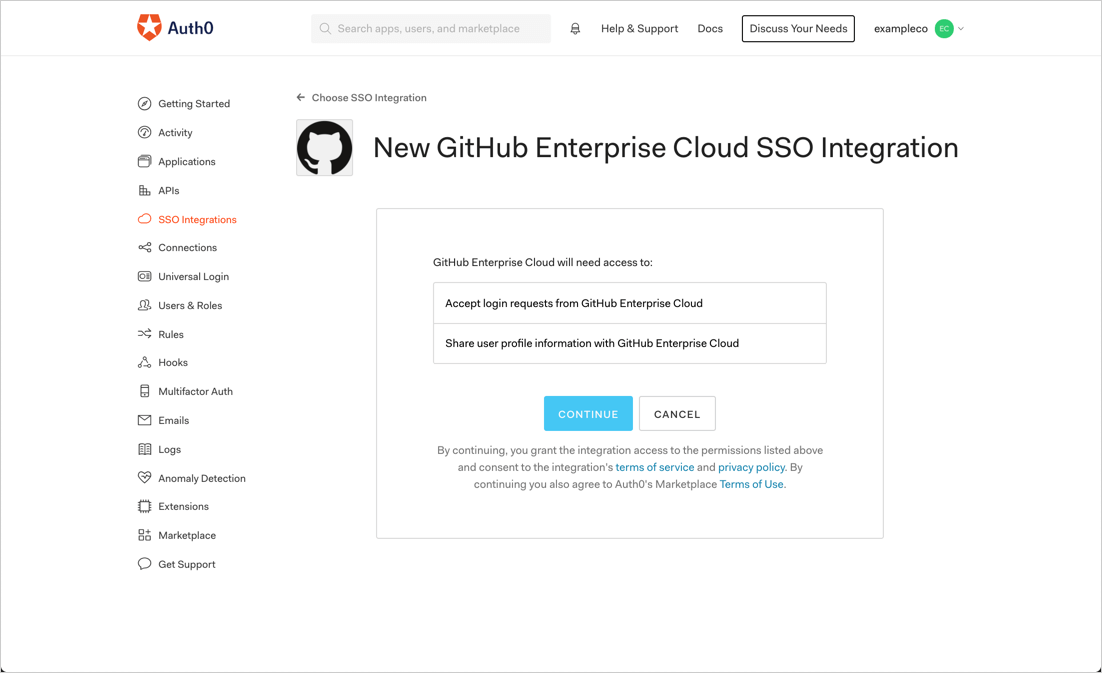 Auth0
Search apps, users, and marketplace
Help & Support
Docs
Discuss Your Needs
exampleco
EC
Getting Started
Activity
Applications
APIs
SSO Integrations
Connections
Universal Login
Users & Roles
Rules
Hooks
Multifactor Auth
Emails
Logs
Anomaly Detection
Extensions
Marketplace
Get Support
Choose SSO Integration
New GitHub Enterprise Cloud SSO Integration
GitHub Enterprise Cloud will need access to:
Accept login requests from GitHub Enterprise Cloud
Share user profile information with GitHub Enterprise Cloud
CONTINUE
CANCEL
By continuing, you grant the integration access to the permissions listed above
and consent to the integration's terms of service and privacy policy. By
continuing you also agree to Auth0's Marketplace Terms of Use.